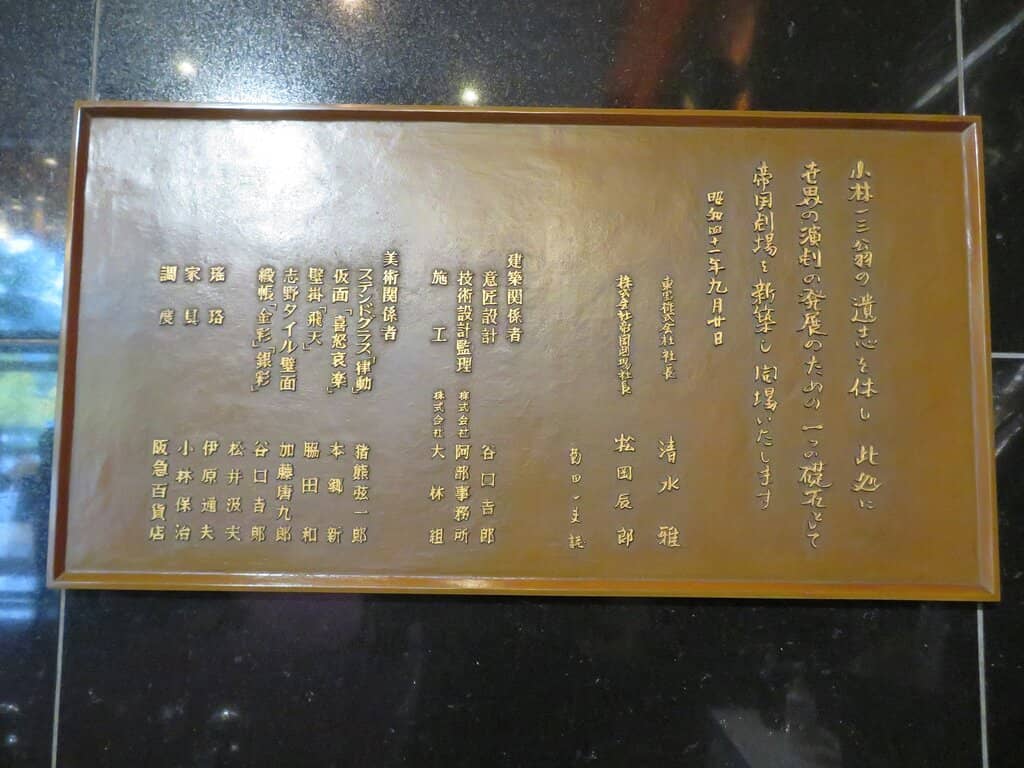 小林一三翁の遺志を体し 此処に
世界の演劇の発展のための一つの礎石として
帝国劇場を新築し開場いたします
昭和四十一年九月廿日
東宝株式会社社長 清水 雅
株式会社帝国劇場社長 松岡辰郎
菊田一夫 誌
建築関係者
意匠設計 谷口吉郎
技術設計監理 株式会社 阿部事務所
施工 株式会社 大林組
美術関係者
ステンドグラス「律動」 猪熊弦一郎
仮面「喜怒哀楽」 本郷新
壁掛「飛天」 脇田和
志野タイル壁面 加藤唐九郎
緞帳「金彩」「銀彩」 谷口吉郎
松井汲夫
瑤珞 伊原通夫
家具 小林保治
調度 阪急百貨店